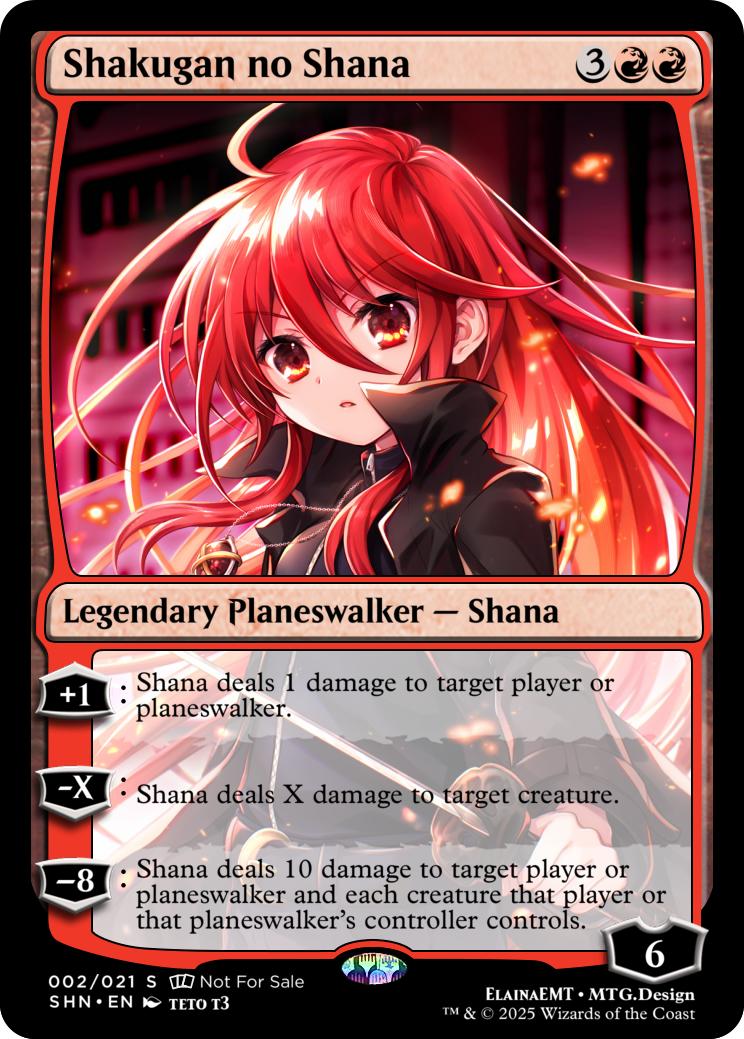 Shakugan no Shana 3
Legendary Planeswalker — Shana
+1 : Shana deals 1 damage to target player or
planeswalker.
−X : Shana deals X damage to target creature.
−8 : Shana deals 10 damage to target player or
planeswalker and each creature that player or
that planeswalker's controller controls.
6
002/021 S Not For Sale
SHN • EN TETO T3
ElainaEMT • MTG.Design
™ & © 2025 Wizards of the Coast